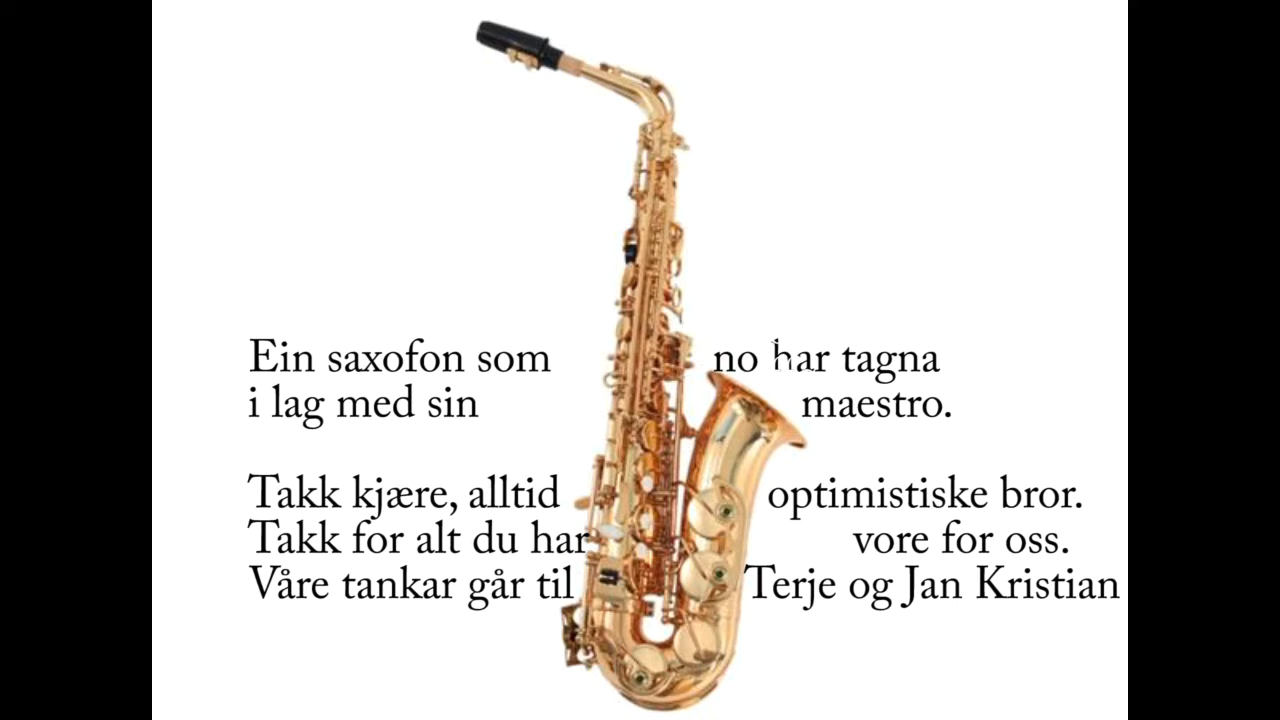 Ein saxofon som no har tagna
i lag med sin maestro.
Takk kjære, alltid optimistiske bror.
Takk for alt du har vore for oss.
Våre tankar går til Terje og Jan Kristian